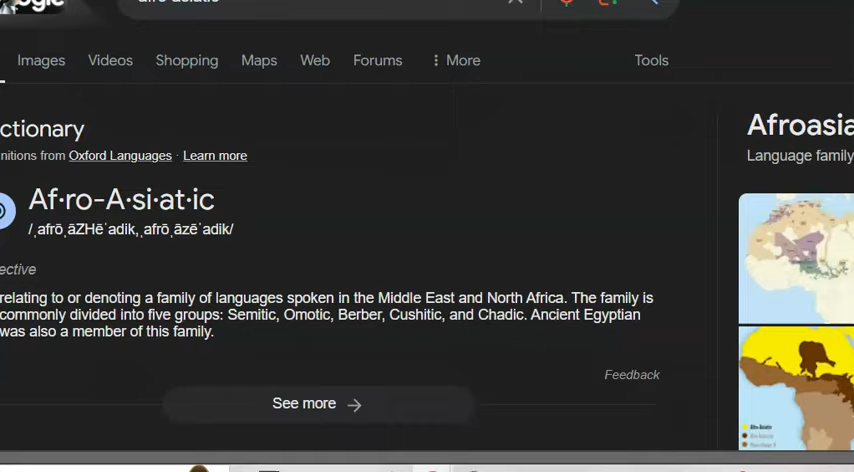 Images Videos Shopping Maps Web Forums More Tools
ctionary
nitions from Oxford Languages · Learn more
Af·ro-A·si·at·ic
/ˌafrōˌāZHēˈadik,ˌafrōˌāzēˈadik/
ective
relating to or denoting a family of languages spoken in the Middle East and North Africa. The family is
commonly divided into five groups: Semitic, Omotic, Berber, Cushitic, and Chadic. Ancient Egyptian
was also a member of this family.
Feedback
See more →
Afroasia
Language family
Afro-Asiatic